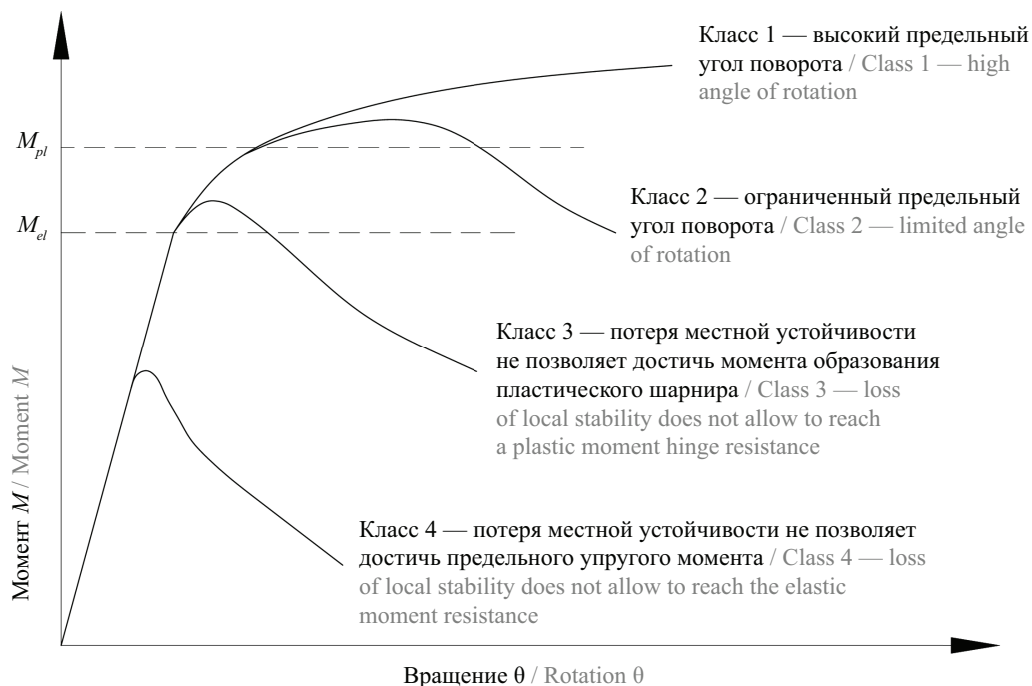 Класс 1 — высокий предельный
угол поворота / Class 1 — high
angle of rotation
M_pl
Класс 2 — ограниченный предельный
угол поворота / Class 2 — limited angle
of rotation
M_el
Класс 3 — потеря местной устойчивости
не позволяет достичь момента образования
пластического шарнира / Class 3 — loss
of local stability does not allow to reach
a plastic moment hinge resistance
Момент M / Moment M
Класс 4 — потеря местной устойчивости не позволяет
достичь предельного упругого момента / Class 4 — loss
of local stability does not allow to reach the elastic
moment resistance
Вращение θ / Rotation θ